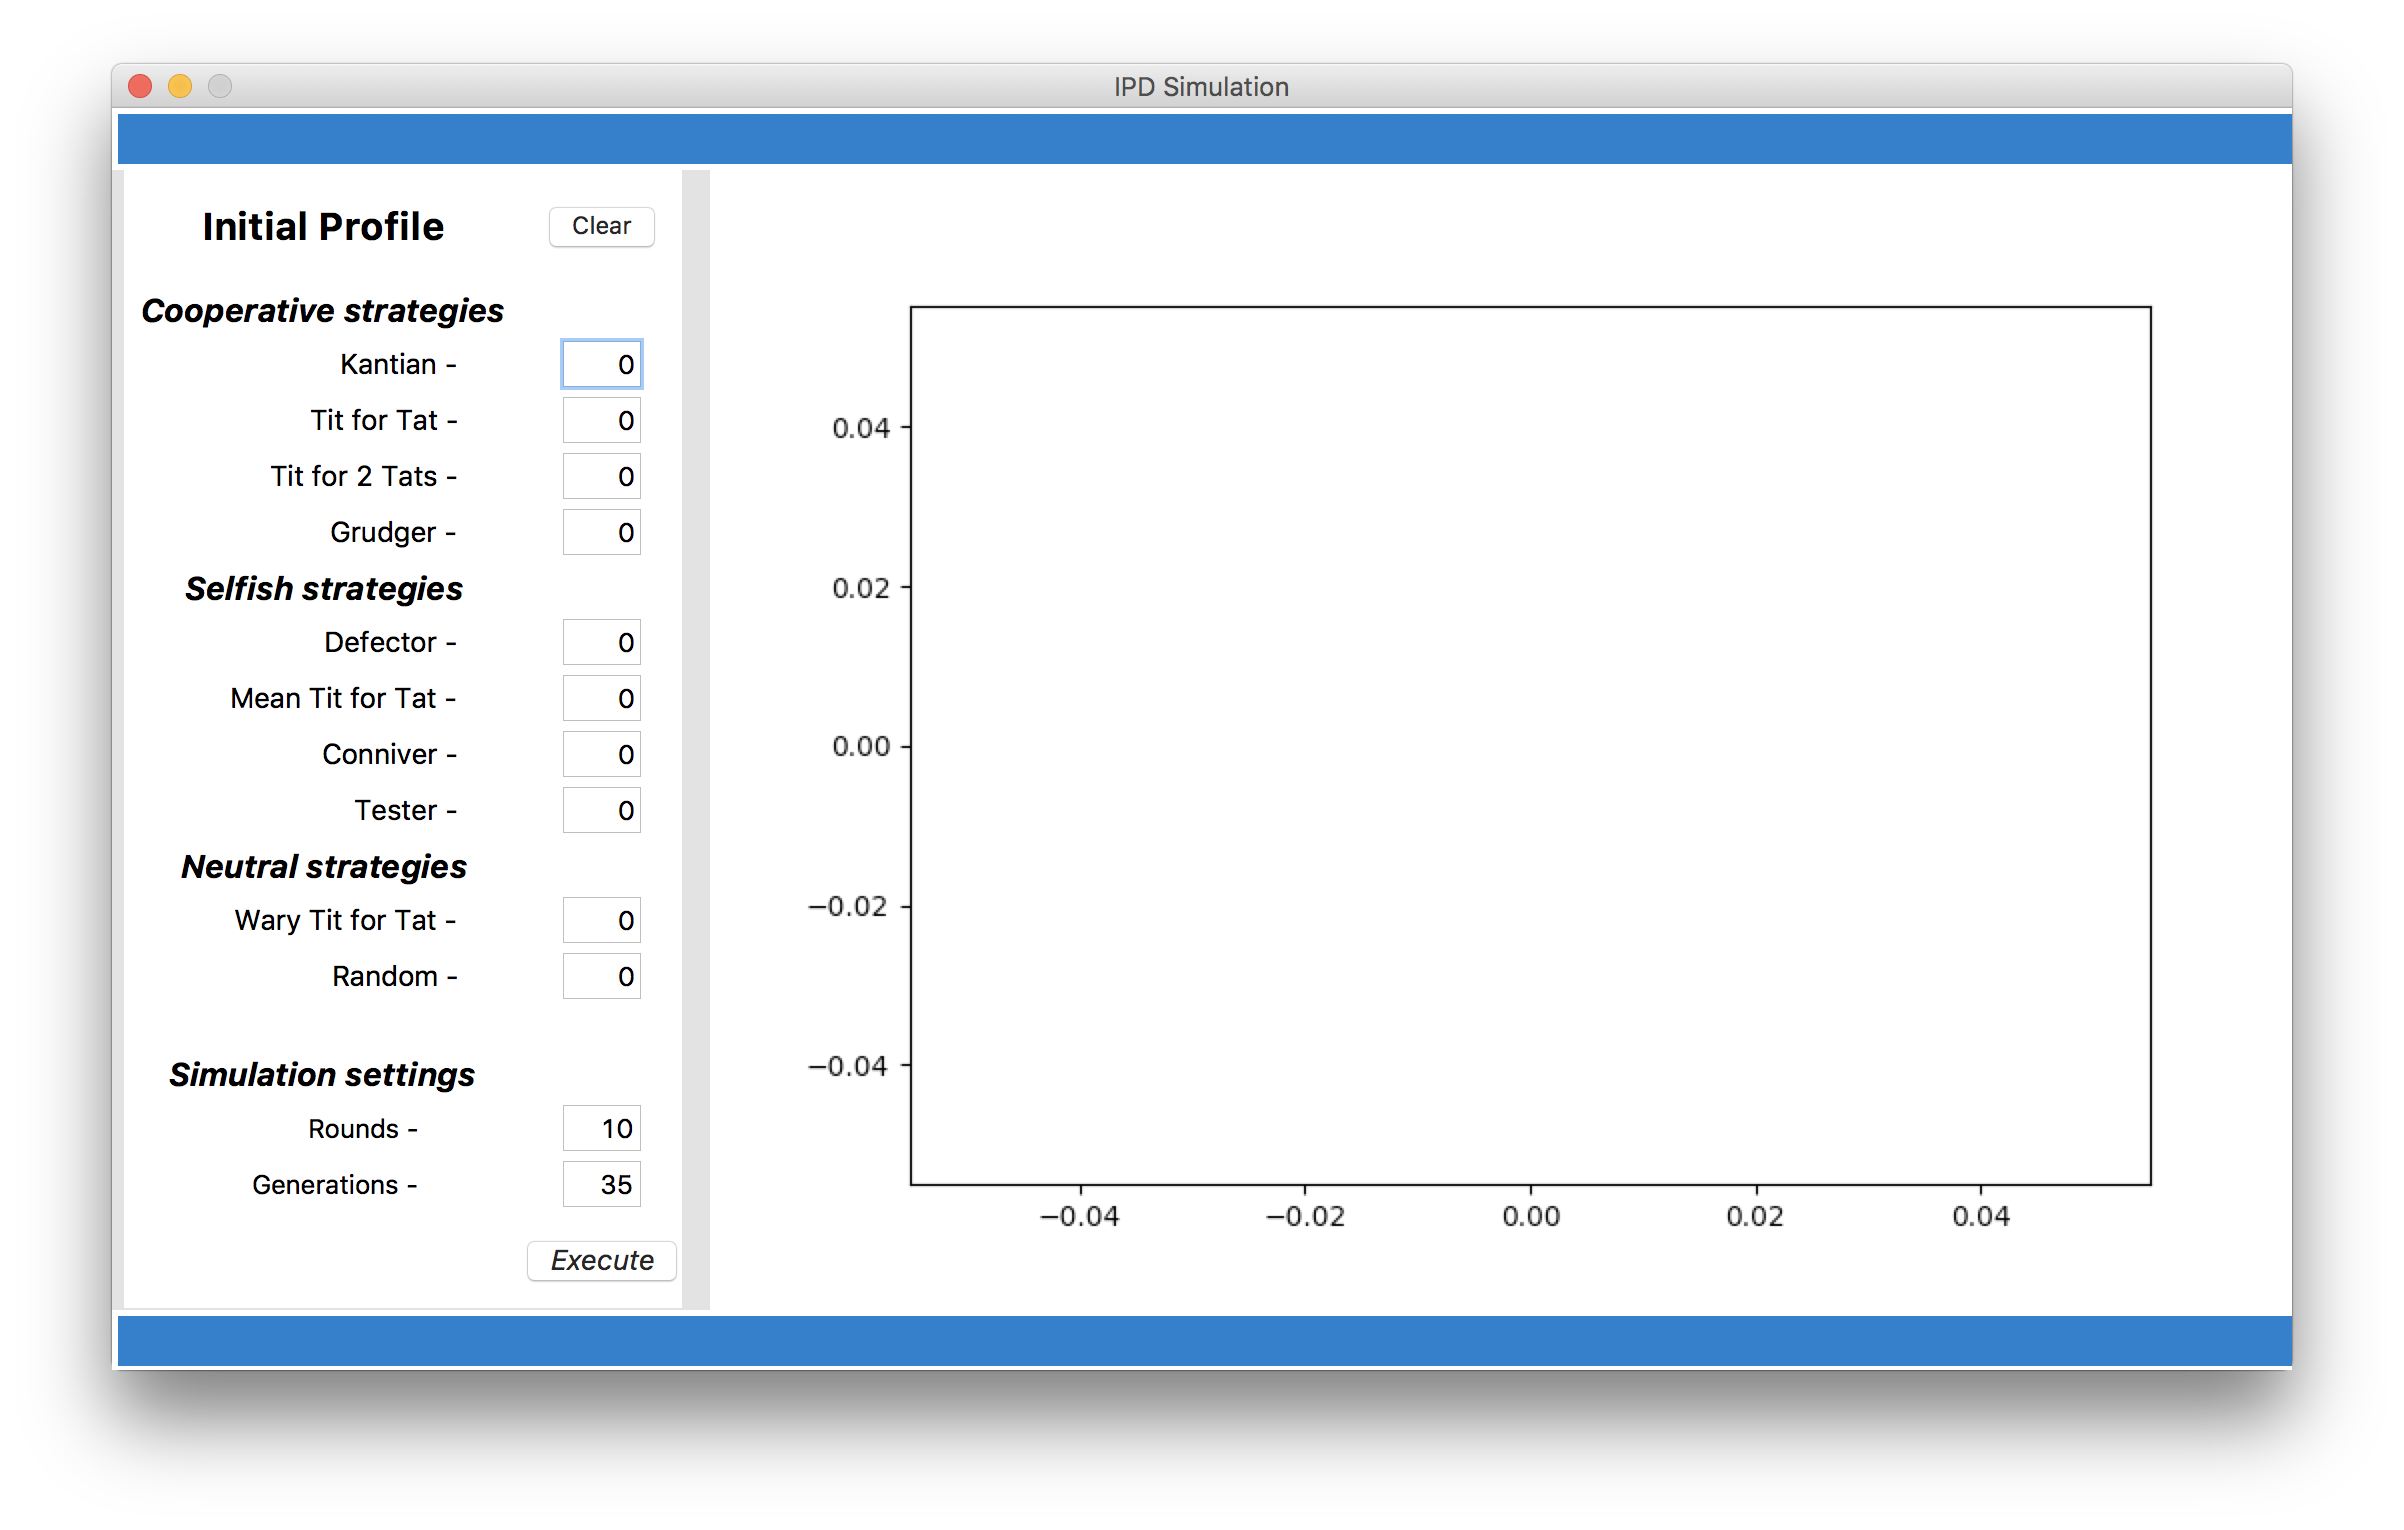 IPD Simulation
Initial Profile
Clear
Cooperative strategies
Kantian - 0
Tit for Tat - 0
Tit for 2 Tats - 0
Grudger - 0
Selfish strategies
Defector - 0
Mean Tit for Tat - 0
Conniver - 0
Tester - 0
Neutral strategies
Wary Tit for Tat - 0
Random - 0
Simulation settings
Rounds - 10
Generations - 35
Execute
0.04
0.02
0.00
−0.02
−0.04
−0.04 −0.02 0.00 0.02 0.04